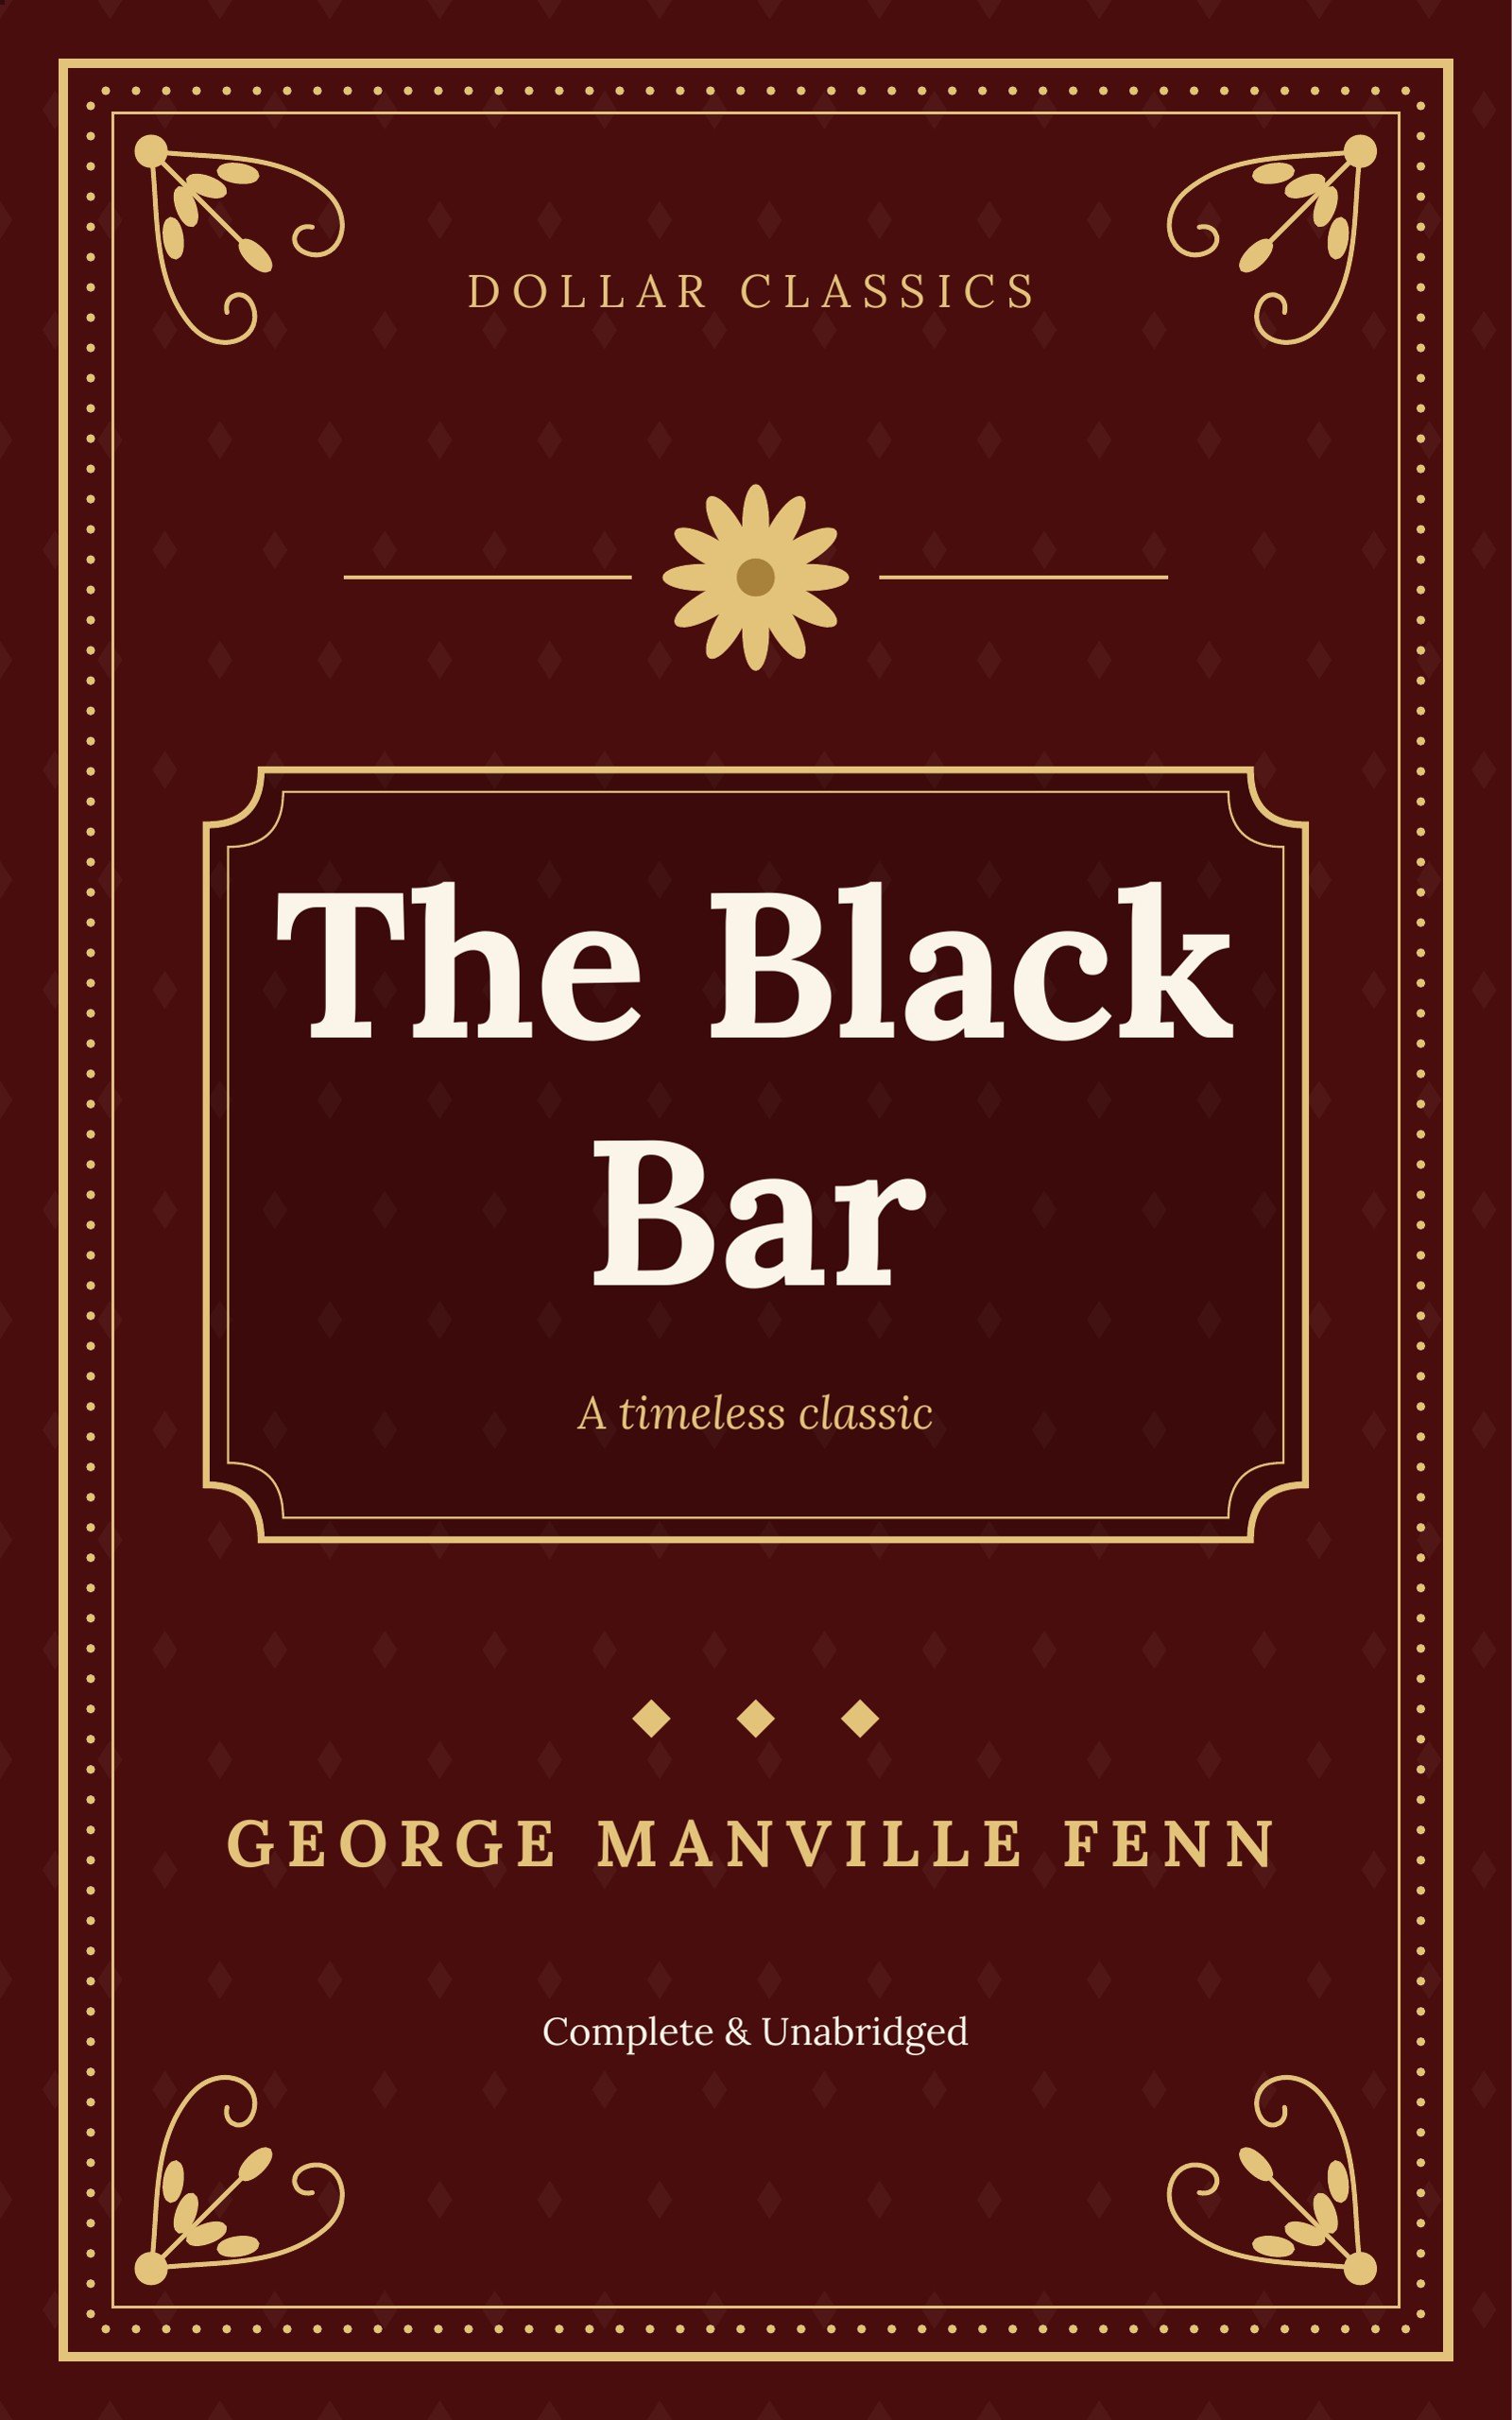 DOLLAR CLASSICS
The Black
Bar
A timeless classic
GEORGE MANVILLE FENN
Complete & Unabridged